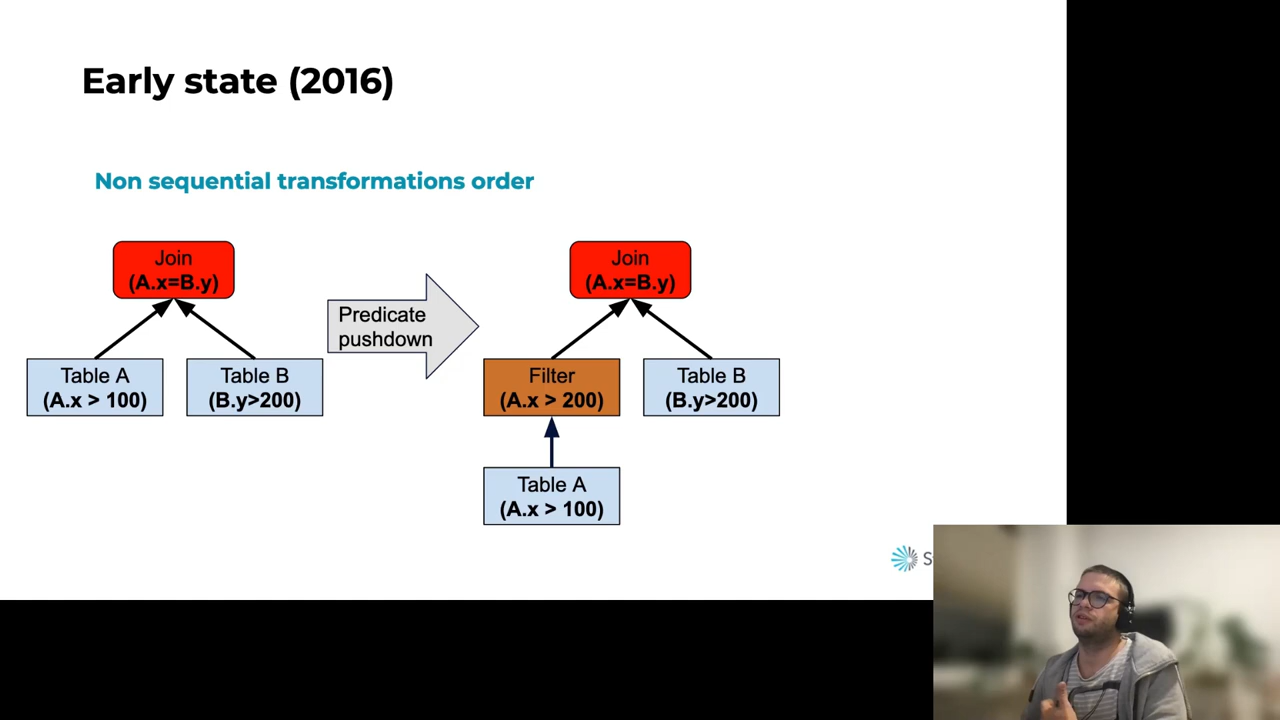 Early state (2016)
Non sequential transformations order
Join
(A.x=B.y)
Table A
(A.x > 100)
Table B
(B.y>200)
Predicate
pushdown
Join
(A.x=B.y)
Filter
(A.x > 200)
Table B
(B.y>200)
Table A
(A.x > 100)